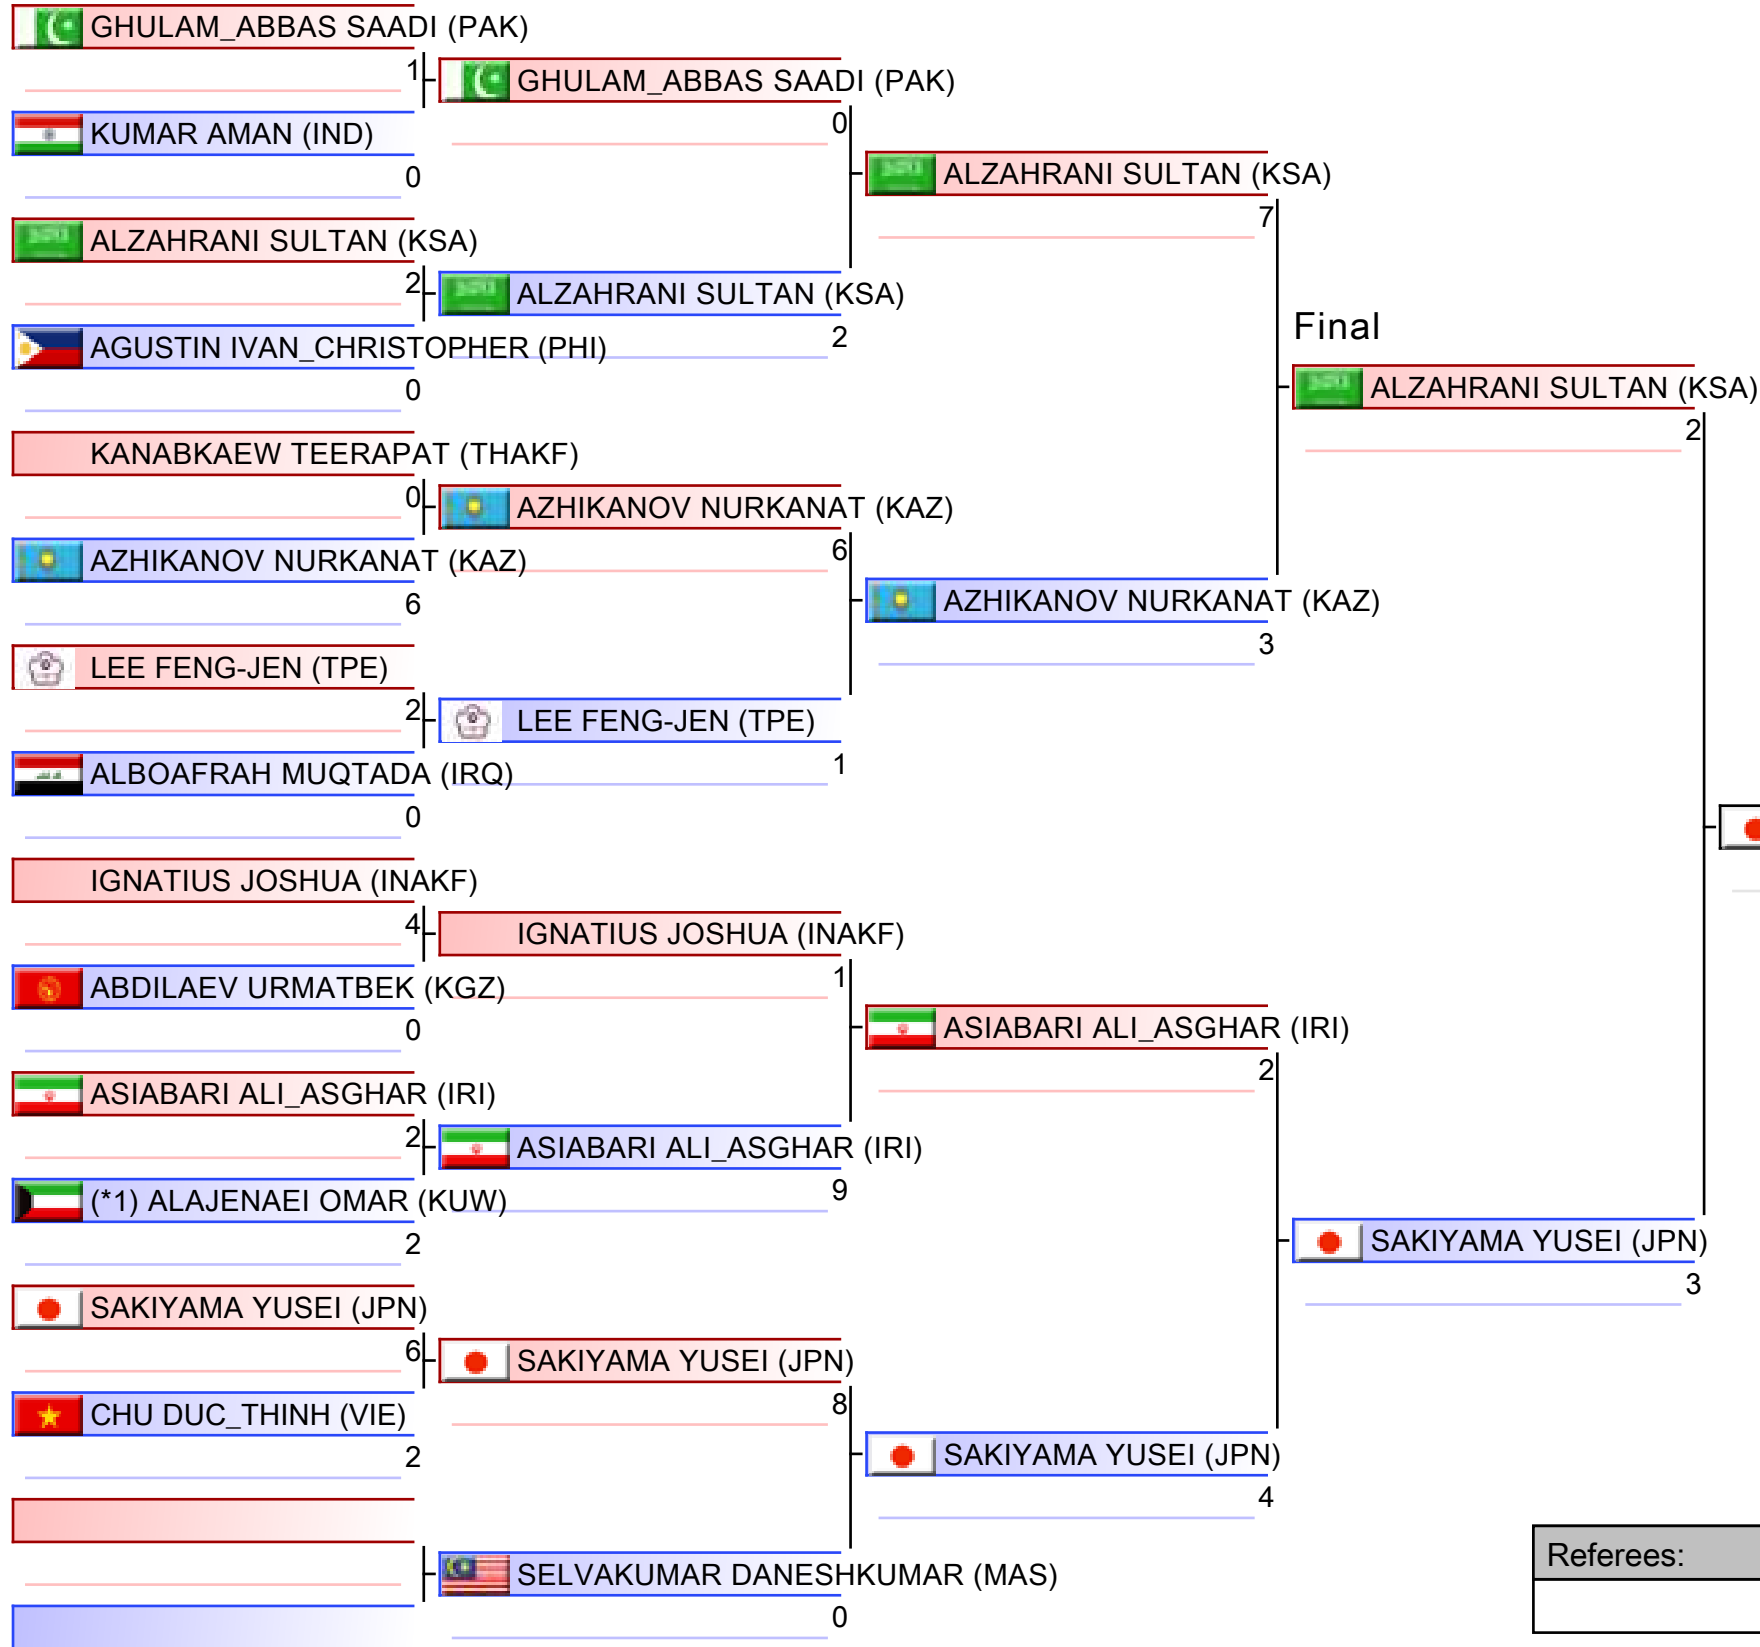 GHULAM_ABBAS SAADI (PAK)
1
KUMAR AMAN (IND)
0
ALZAHRANI SULTAN (KSA)
2
AGUSTIN IVAN_CHRISTOPHER (PHI)
0
KANABKAEW TEERAPAT (THAKF)
0
AZHIKANOV NURKANAT (KAZ)
6
LEE FENG-JEN (TPE)
2
ALBOAFRAH MUQTADA (IRQ)
0
IGNATIUS JOSHUA (INAKF)
4
ABDILAEV URMATBEK (KGZ)
0
ASIABARI ALI_ASGHAR (IRI)
2
(*1) ALAJENAEI OMAR (KUW)
2
SAKIYAMA YUSEI (JPN)
6
CHU DUC_THINH (VIE)
2
GHULAM_ABBAS SAADI (PAK)
0
ALZAHRANI SULTAN (KSA)
2
AZHIKANOV NURKANAT (KAZ)
6
LEE FENG-JEN (TPE)
1
IGNATIUS JOSHUA (INAKF)
1
ASIABARI ALI_ASGHAR (IRI)
9
SAKIYAMA YUSEI (JPN)
8
SELVAKUMAR DANESHKUMAR (MAS)
0
ALZAHRANI SULTAN (KSA)
7
AZHIKANOV NURKANAT (KAZ)
3
ASIABARI ALI_ASGHAR (IRI)
2
SAKIYAMA YUSEI (JPN)
4
Final
ALZAHRANI SULTAN (KSA)
2
SAKIYAMA YUSEI (JPN)
3
Referees: